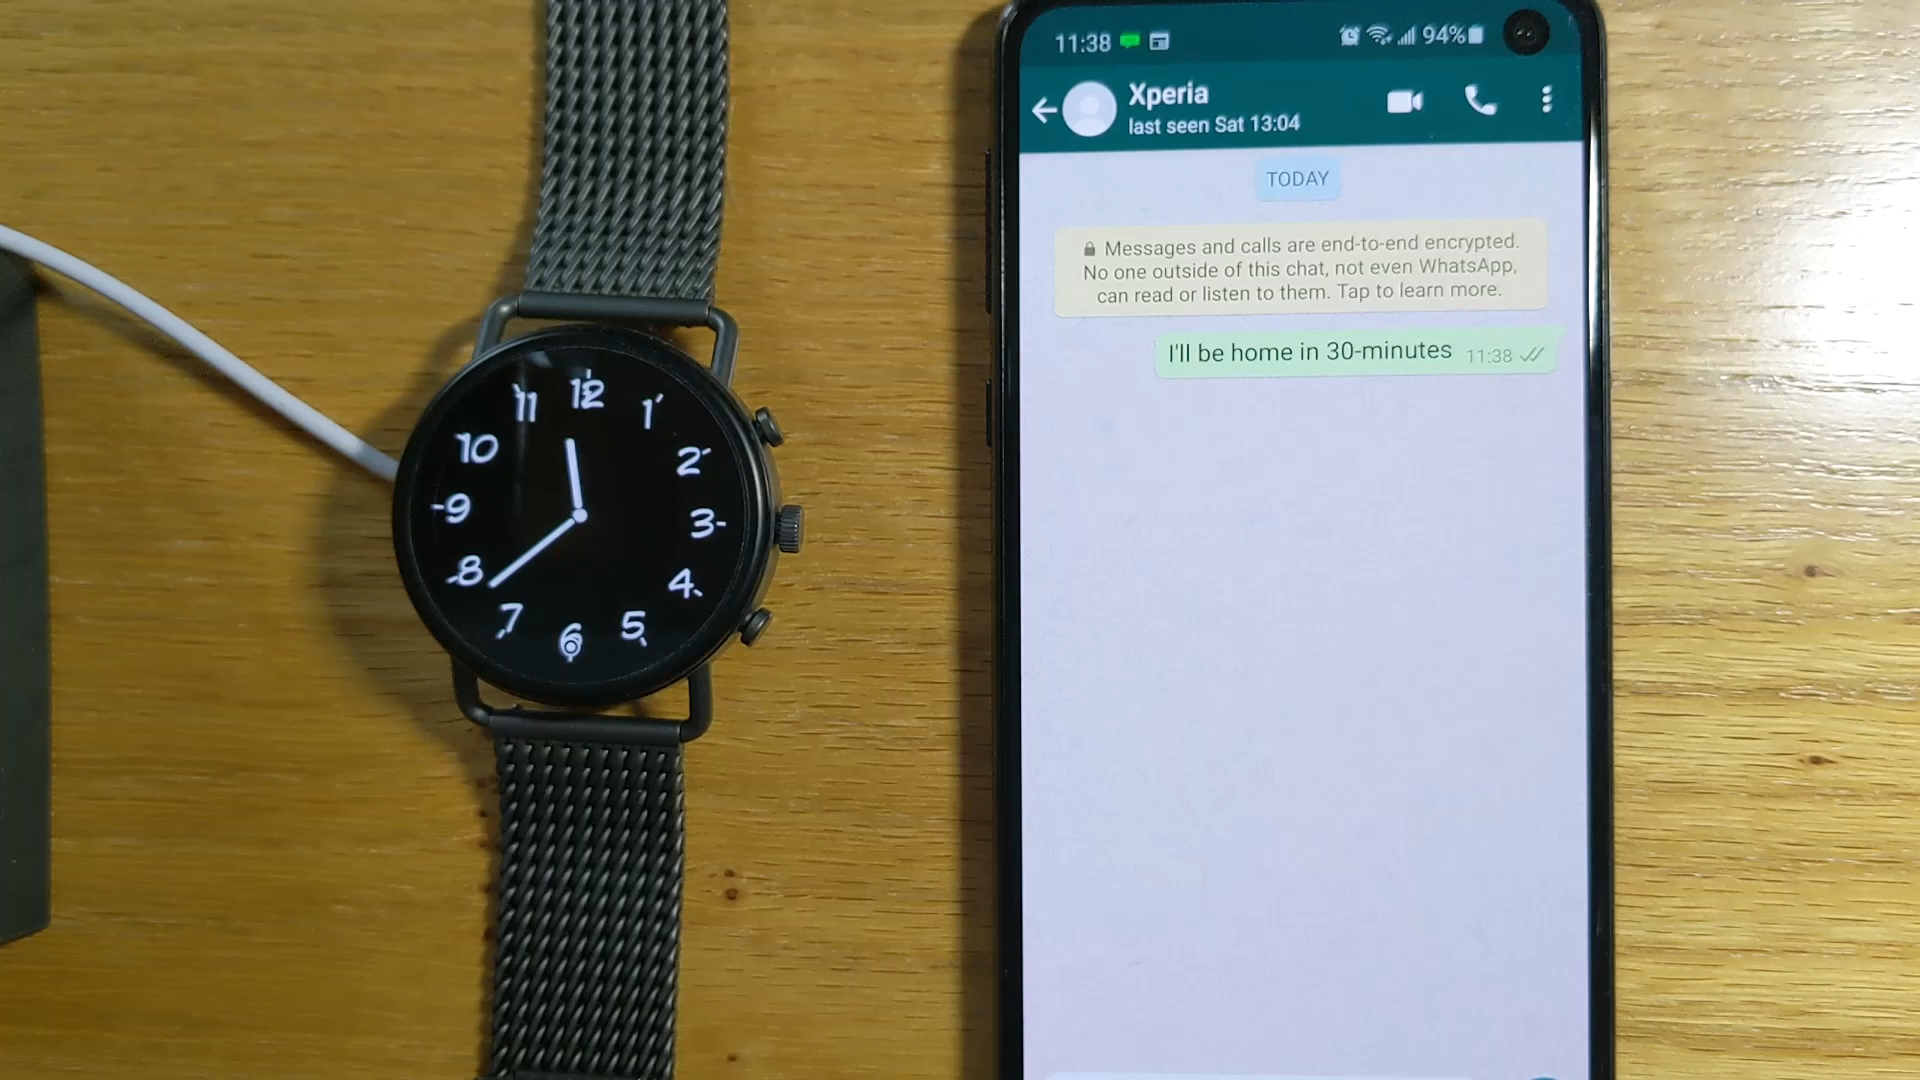 11
12
1
10
2
9
3
8
4
7
5
6
11:38
94%
Xperia
last seen Sat 13:04
TODAY
Messages and calls are end-to-end encrypted.
No one outside of this chat, not even WhatsApp,
can read or listen to them. Tap to learn more.
I'll be home in 30-minutes 11:38